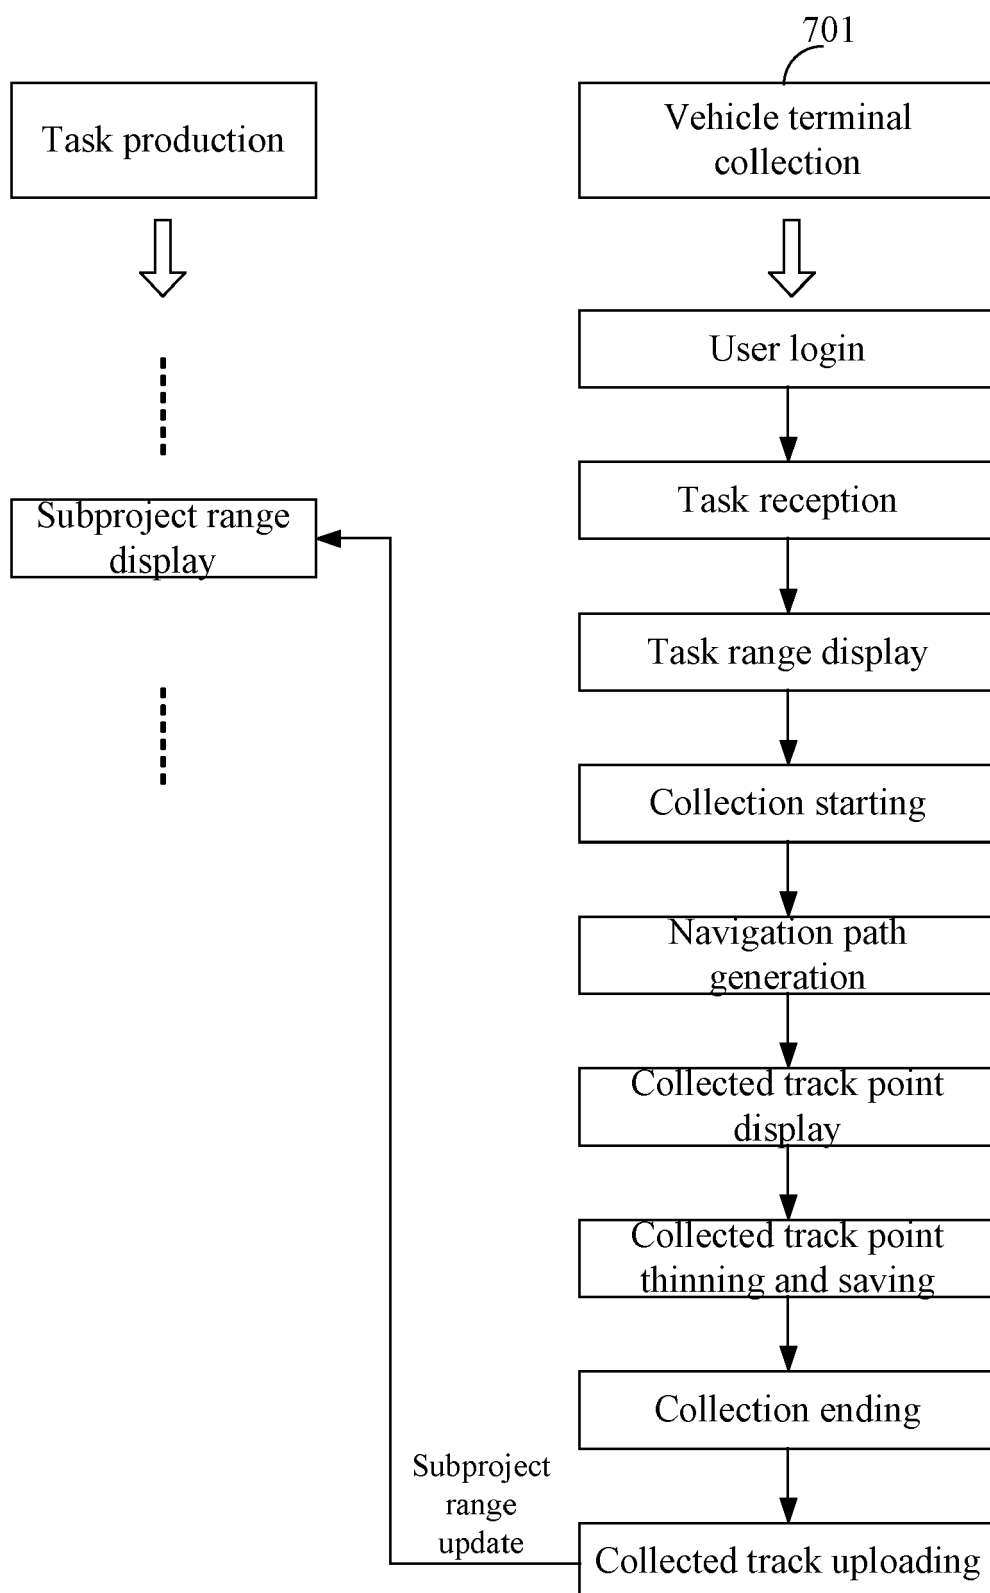 701
Task production
Vehicle terminal
collection
User login
Task reception
Subproject range
display
Task range display
Collection starting
Navigation path
generation
Collected track point
display
Collected track point
thinning and saving
Collection ending
Subproject
range
update
Collected track uploading